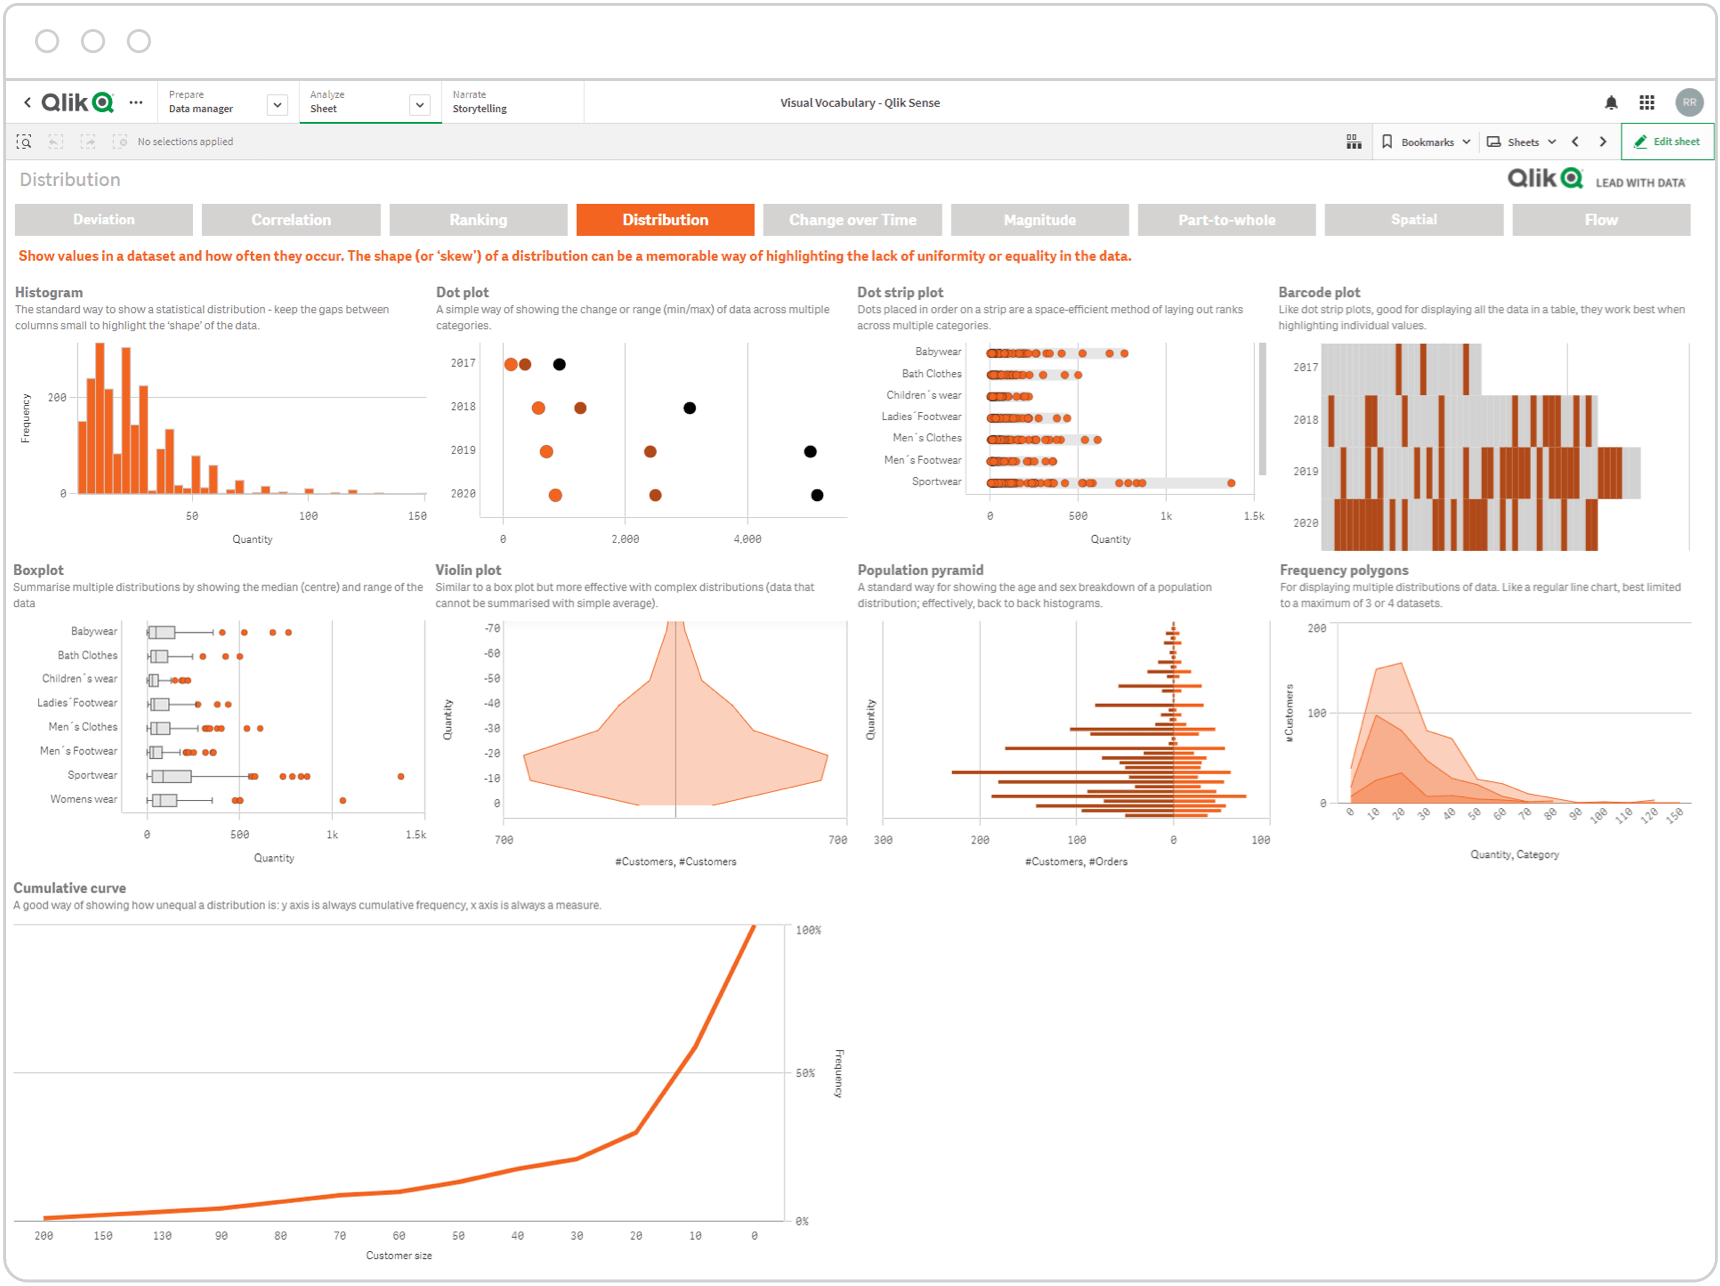 Qlik
Prepare
Data manager
Analyze
Sheet
Narrate
Storytelling
Visual Vocabulary - Qlik Sense
RR
No selections applied
Bookmarks
Sheets
Edit sheet
Distribution
Qlik LEAD WITH DATA
Deviation
Correlation
Ranking
Distribution
Change over Time
Magnitude
Part-to-whole
Spatial
Flow
Show values in a dataset and how often they occur. The shape (or ‘skew’) of a distribution can be a memorable way of highlighting the lack of uniformity or equality in the data.
Histogram
The standard way to show a statistical distribution - keep the gaps between
columns small to highlight the ‘shape’ of the data.
Frequency
200
0
50
100
150
Quantity
Dot plot
A simple way of showing the change or range (min/max) of data across multiple
categories.
2017
2018
2019
2020
0
2,000
4,000
Dot strip plot
Dots placed in order on a strip are a space-efficient method of laying out ranks
across multiple categories.
Babywear
Bath Clothes
Children´s wear
Ladies´Footwear
Men´s Clothes
Men´s Footwear
Sportwear
0
500
1k
1.5k
Quantity
Barcode plot
Like dot strip plots, good for displaying all the data in a table, they work best when
highlighting individual values.
2017
2018
2019
2020
Boxplot
Summarise multiple distributions by showing the median (centre) and range of the
data
Babywear
Bath Clothes
Children´s wear
Ladies´Footwear
Men´s Clothes
Men´s Footwear
Sportwear
Womens wear
0
500
1k
1.5k
Quantity
Violin plot
Similar to a box plot but more effective with complex distributions (data that
cannot be summarised with simple average).
Quantity
-70
-60
-50
-40
-30
-20
-10
0
700
700
#Customers, #Customers
Population pyramid
A standard way for showing the age and sex breakdown of a population
distribution; effectively, back to back histograms.
Quantity
300
200
100
0
100
#Customers, #Orders
Frequency polygons
For displaying multiple distributions of data. Like a regular line chart, best limited
to a maximum of 3 or 4 datasets.
#Customers
200
100
0
0
10
20
30
40
50
60
70
80
90
100
110
120
150
Quantity, Category
Cumulative curve
A good way of showing how unequal a distribution is: y axis is always cumulative frequency, x axis is always a measure.
100%
50%
0%
Frequency
200
150
130
90
80
70
60
50
40
30
20
10
0
Customer size